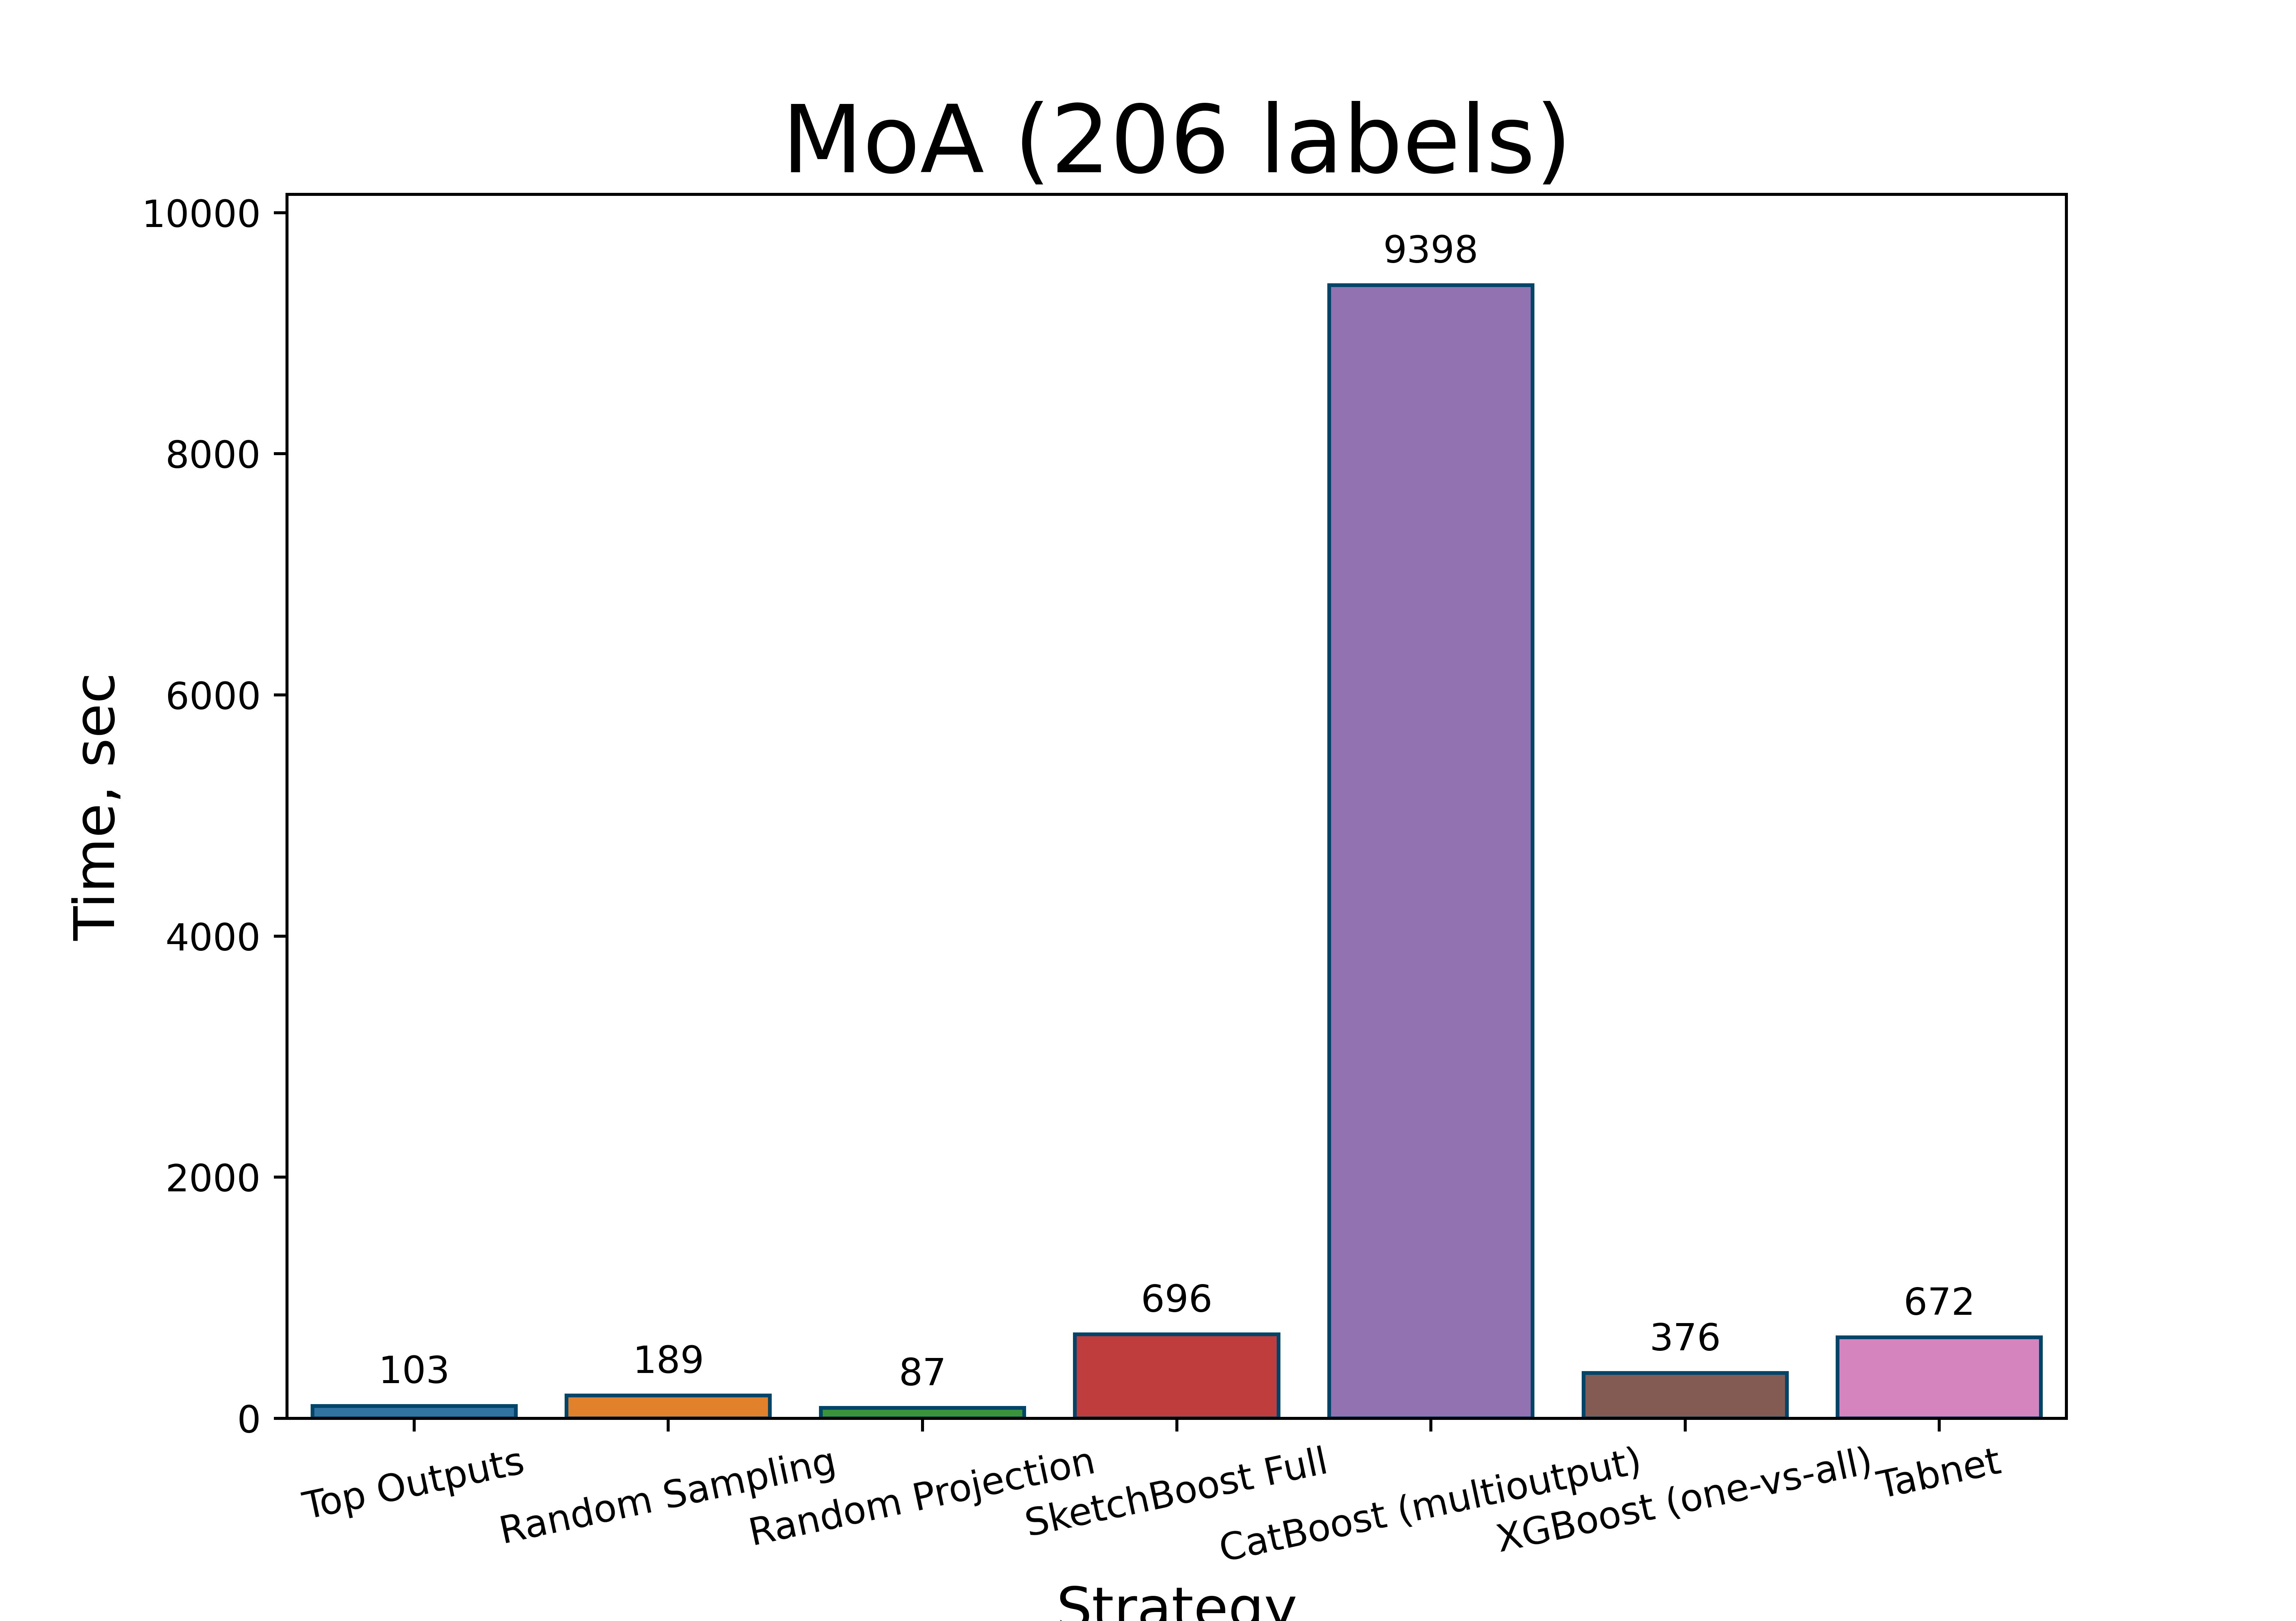 MoA (206 labels)
Time, sec
10000
8000
6000
4000
2000
0
103
189
87
696
9398
376
672
Top Outputs
Random Sampling
Random Projection
SketchBoost Full
CatBoost (multioutput)
XGBoost (one-vs-all)
Tabnet
Strategy